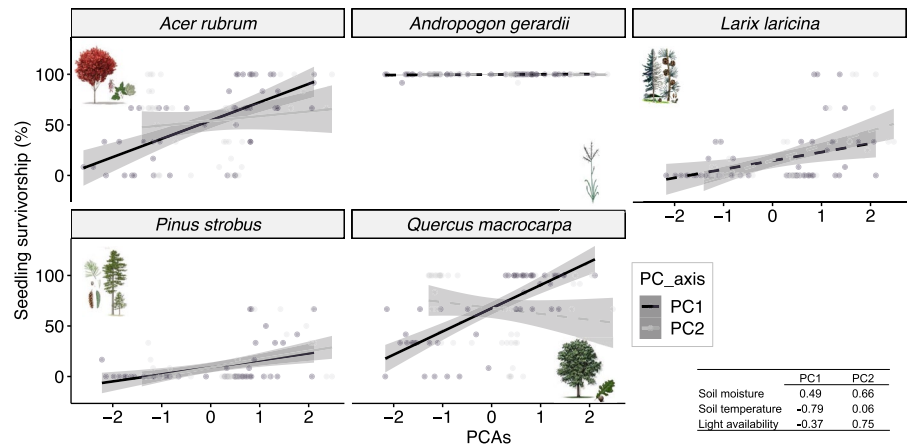 Acer rubrum
Andropogon gerardii
Larix laricina
Seedling survivorship (%)
100
50
0
−2
−1
0
1
2
Pinus strobus
Quercus macrocarpa
100
50
0
−2
−1
0
1
2
−2
−1
0
1
2
PCAs
PC_axis
PC1
PC2
PC1 PC2
Soil moisture 0.49 0.66
Soil temperature -0.79 0.06
Light availability -0.37 0.75